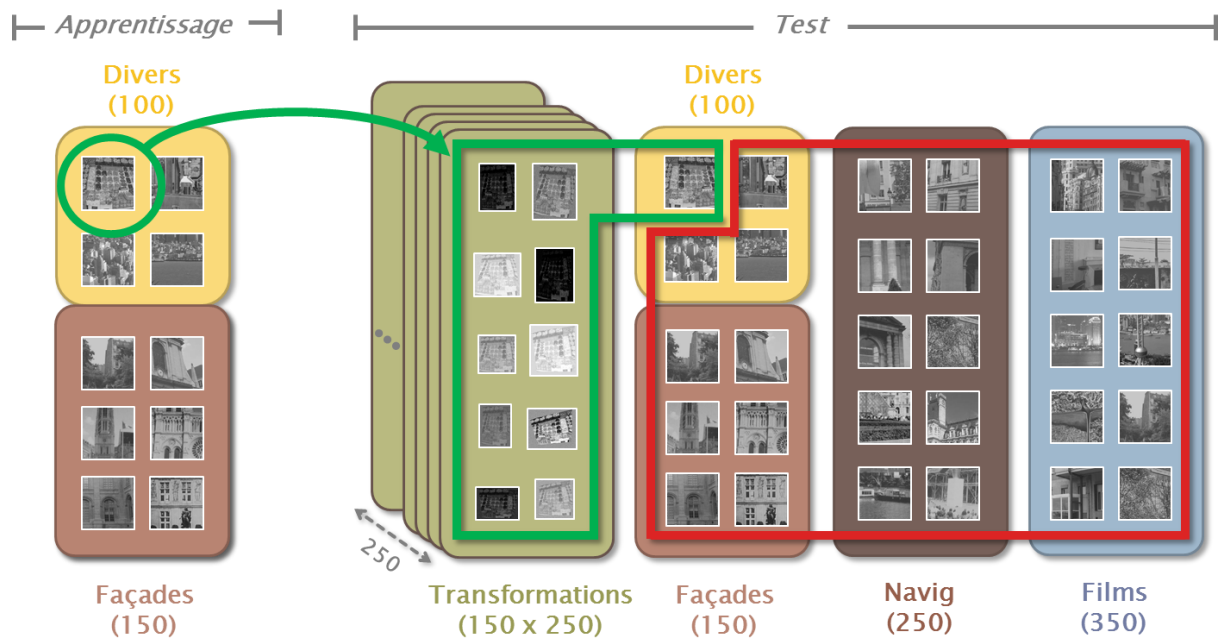 Apprentissage
Test
Divers
(100)
Divers
(100)
250
Façades
(150)
Transformations
(150 x 250)
Façades
(150)
Navig
(250)
Films
(350)